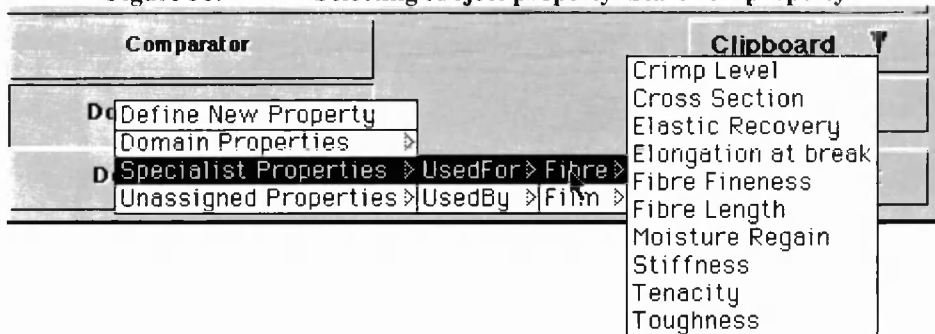 Comparator
Clipboard
Define New Property
Domain Properties
Specialist Properties
Unassigned Properties
UsedFor
UsedBy
Fibre
Film
Crimp Level
Cross Section
Elastic Recovery
Elongation at break
Fibre Fineness
Fibre Length
Moisture Regain
Stiffness
Tenacity
Toughness